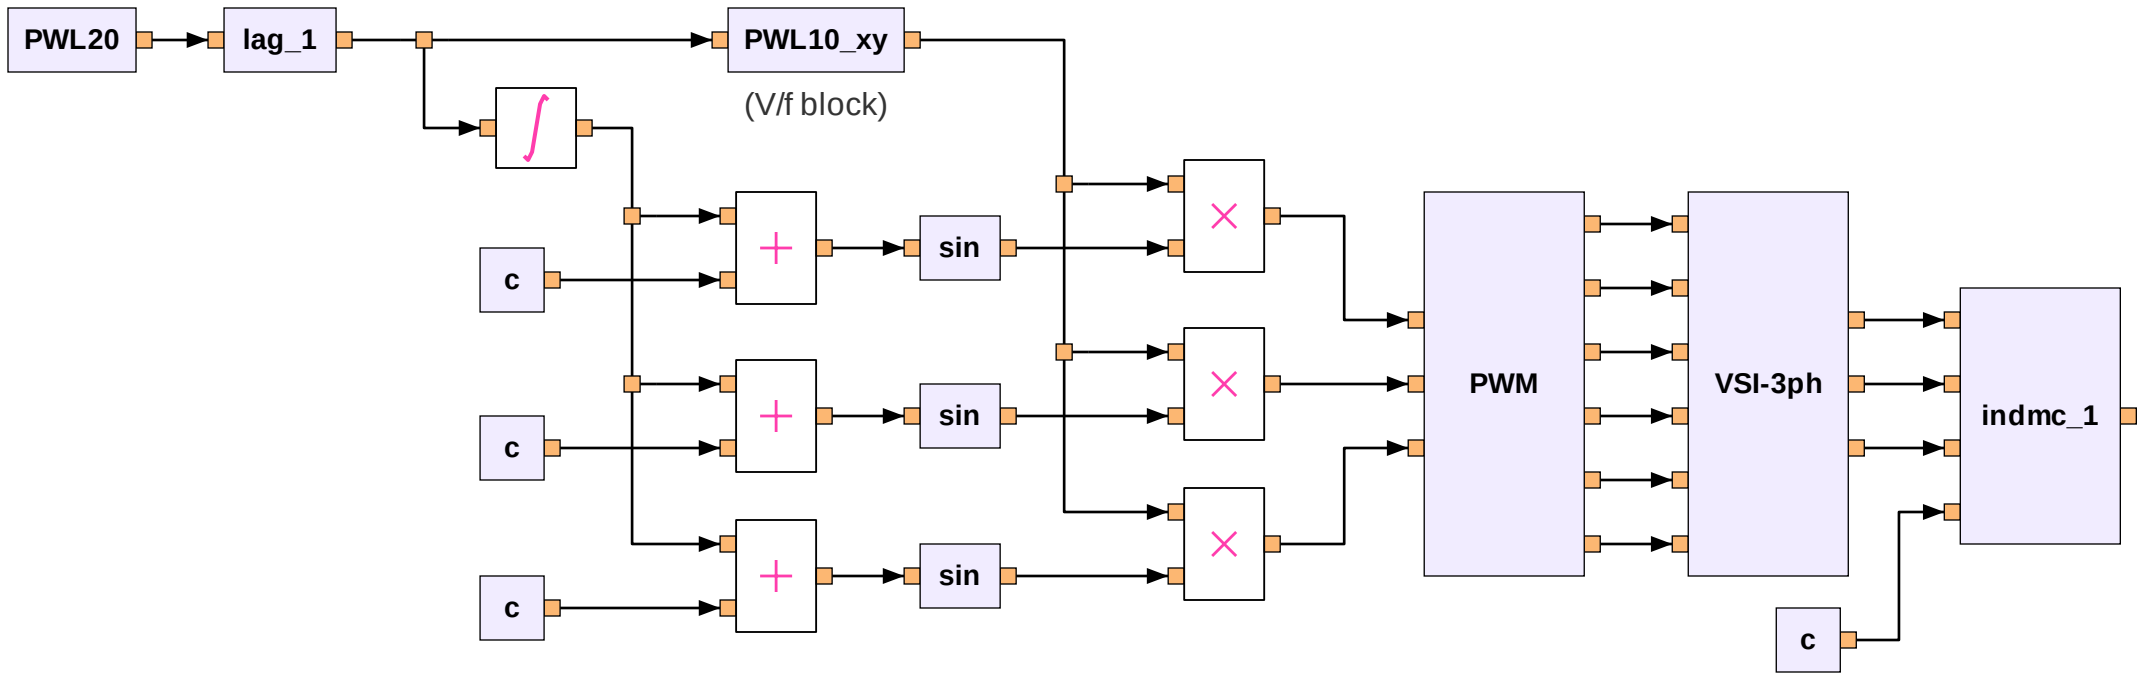 PWL20
lag_1
PWL10_xy
(V/f block)
∫
+
c
sin
×
+
c
sin
×
+
c
sin
×
PWM
VSI-3ph
indmc_1
c